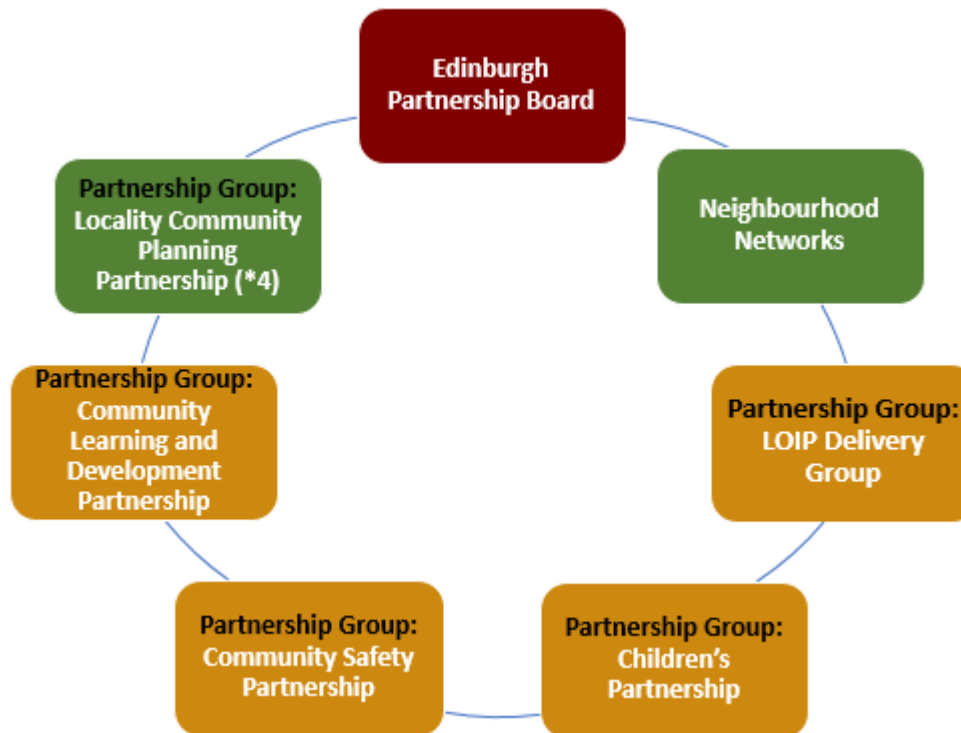 Edinburgh
Partnership Board
Partnership Group:
Locality Community
Planning
Partnership (*4)
Neighbourhood
Networks
Partnership Group:
Community
Learning and
Development
Partnership
Partnership Group:
LOIP Delivery
Group
Partnership Group:
Community Safety
Partnership
Partnership Group:
Children’s
Partnership